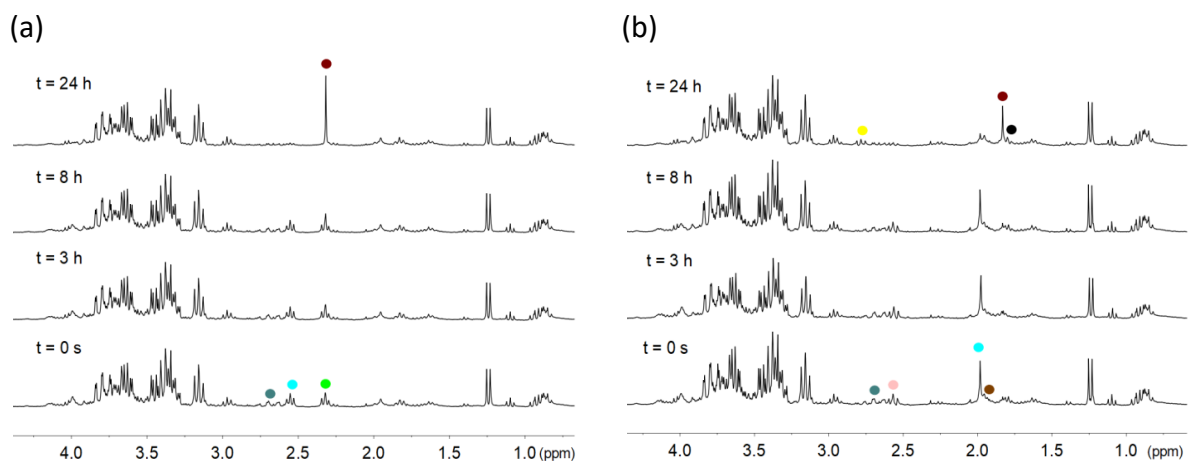 (a)
t = 24 h
t = 8 h
t = 3 h
t = 0 s
4.0 3.5 3.0 2.5 2.0 1.5 1.0 (ppm)
(b)
t = 24 h
t = 8 h
t = 3 h
t = 0 s
4.0 3.5 3.0 2.5 2.0 1.5 1.0 (ppm)